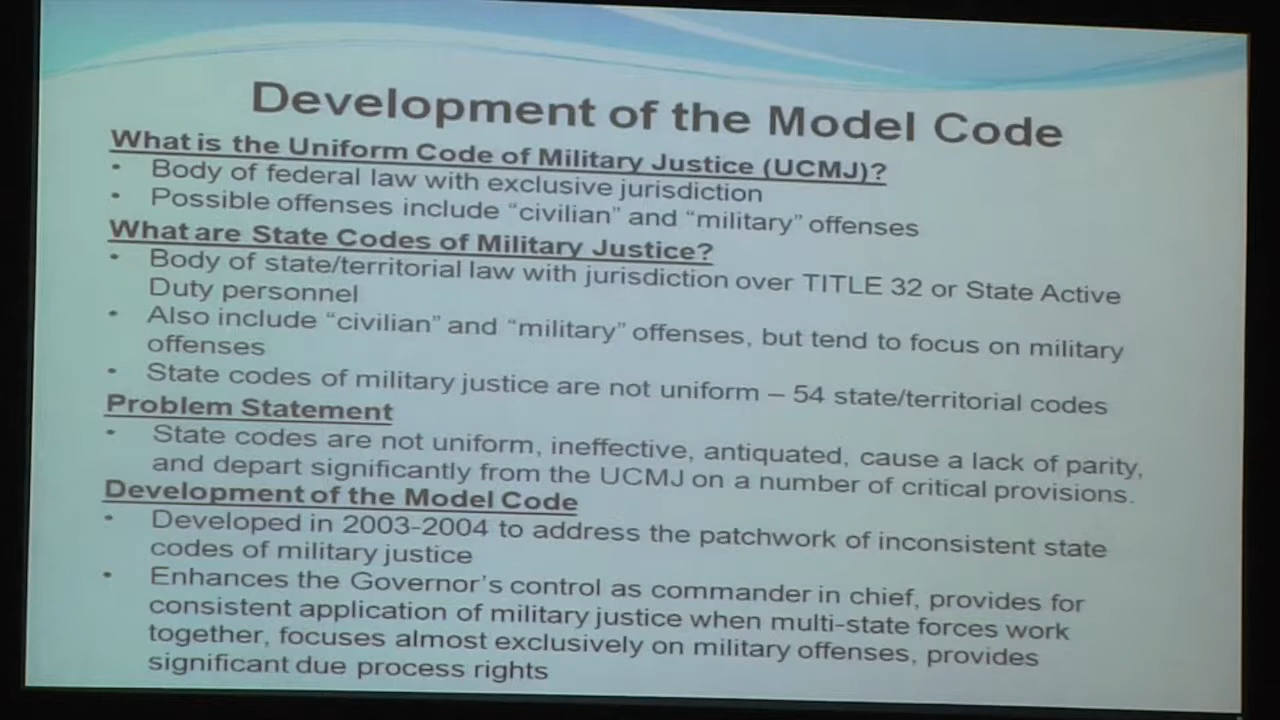 Development of the Model Code
What is the Uniform Code of Military Justice (UCMJ)?
• Body of federal law with exclusive jurisdiction
• Possible offenses include “civilian” and “military” offenses
What are State Codes of Military Justice?
• Body of state/territorial law with jurisdiction over TITLE 32 or State Active
Duty personnel
• Also include “civilian” and “military” offenses, but tend to focus on military
offenses
• State codes of military justice are not uniform – 54 state/territorial codes
Problem Statement
• State codes are not uniform, ineffective, antiquated, cause a lack of parity,
and depart significantly from the UCMJ on a number of critical provisions.
Development of the Model Code
• Developed in 2003-2004 to address the patchwork of inconsistent state
codes of military justice
• Enhances the Governor’s control as commander in chief, provides for
consistent application of military justice when multi-state forces work
together, focuses almost exclusively on military offenses, provides
significant due process rights